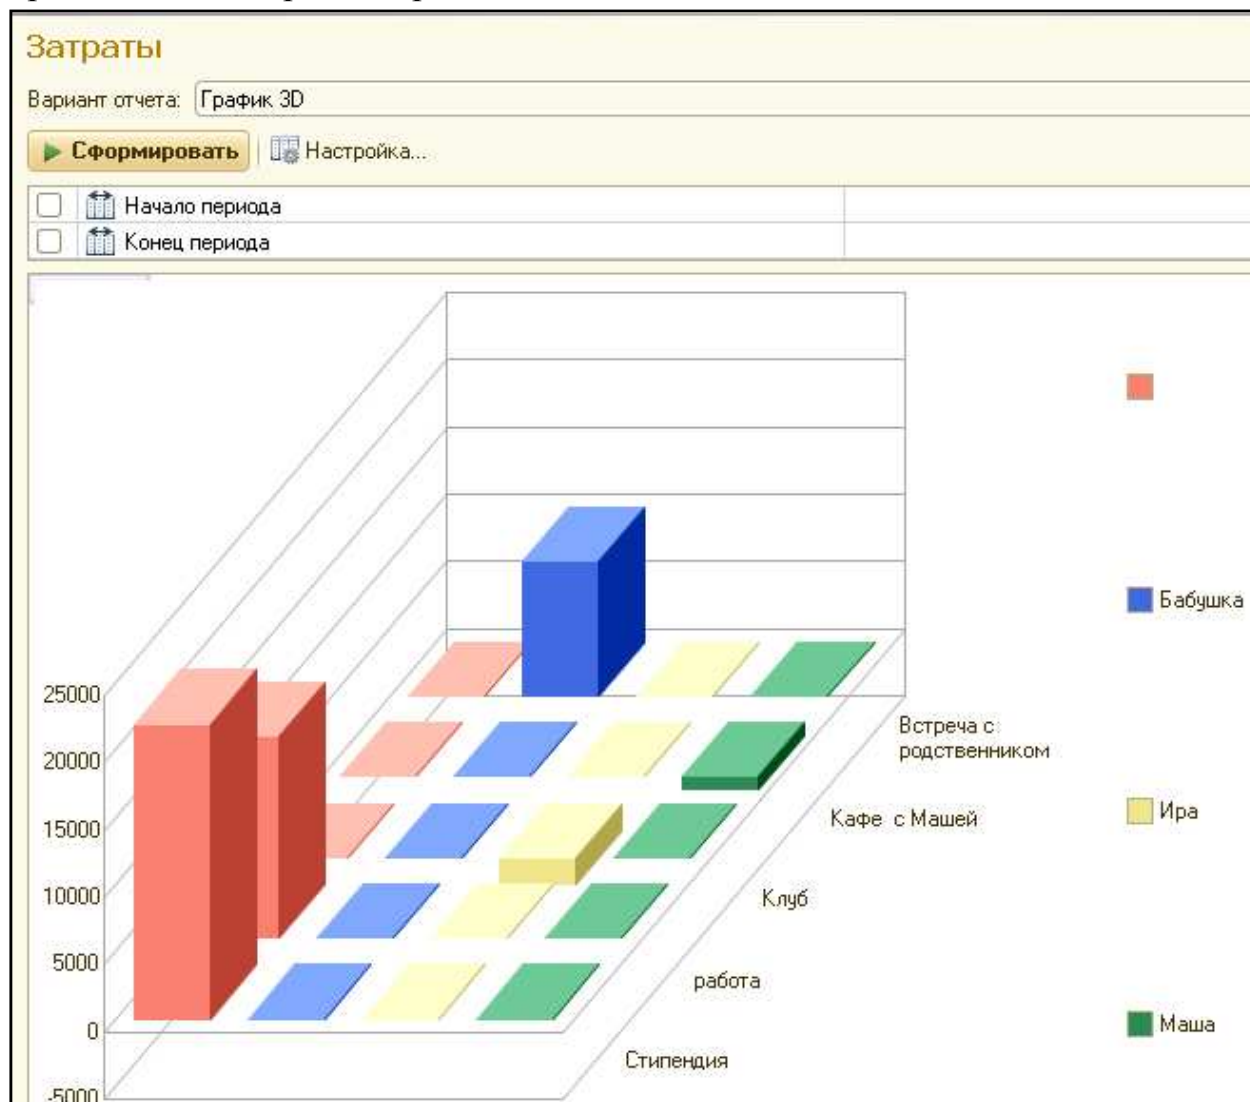 Затраты
Вариант отчета: График 3D
Сформировать Настройка...
Начало периода
Конец периода
Бабушка
25000
Встреча с
родственником
20000
Ира
15000
Кафе с Машей
10000
Клуб
5000
работа
0
Маша
Стипендия
-5000